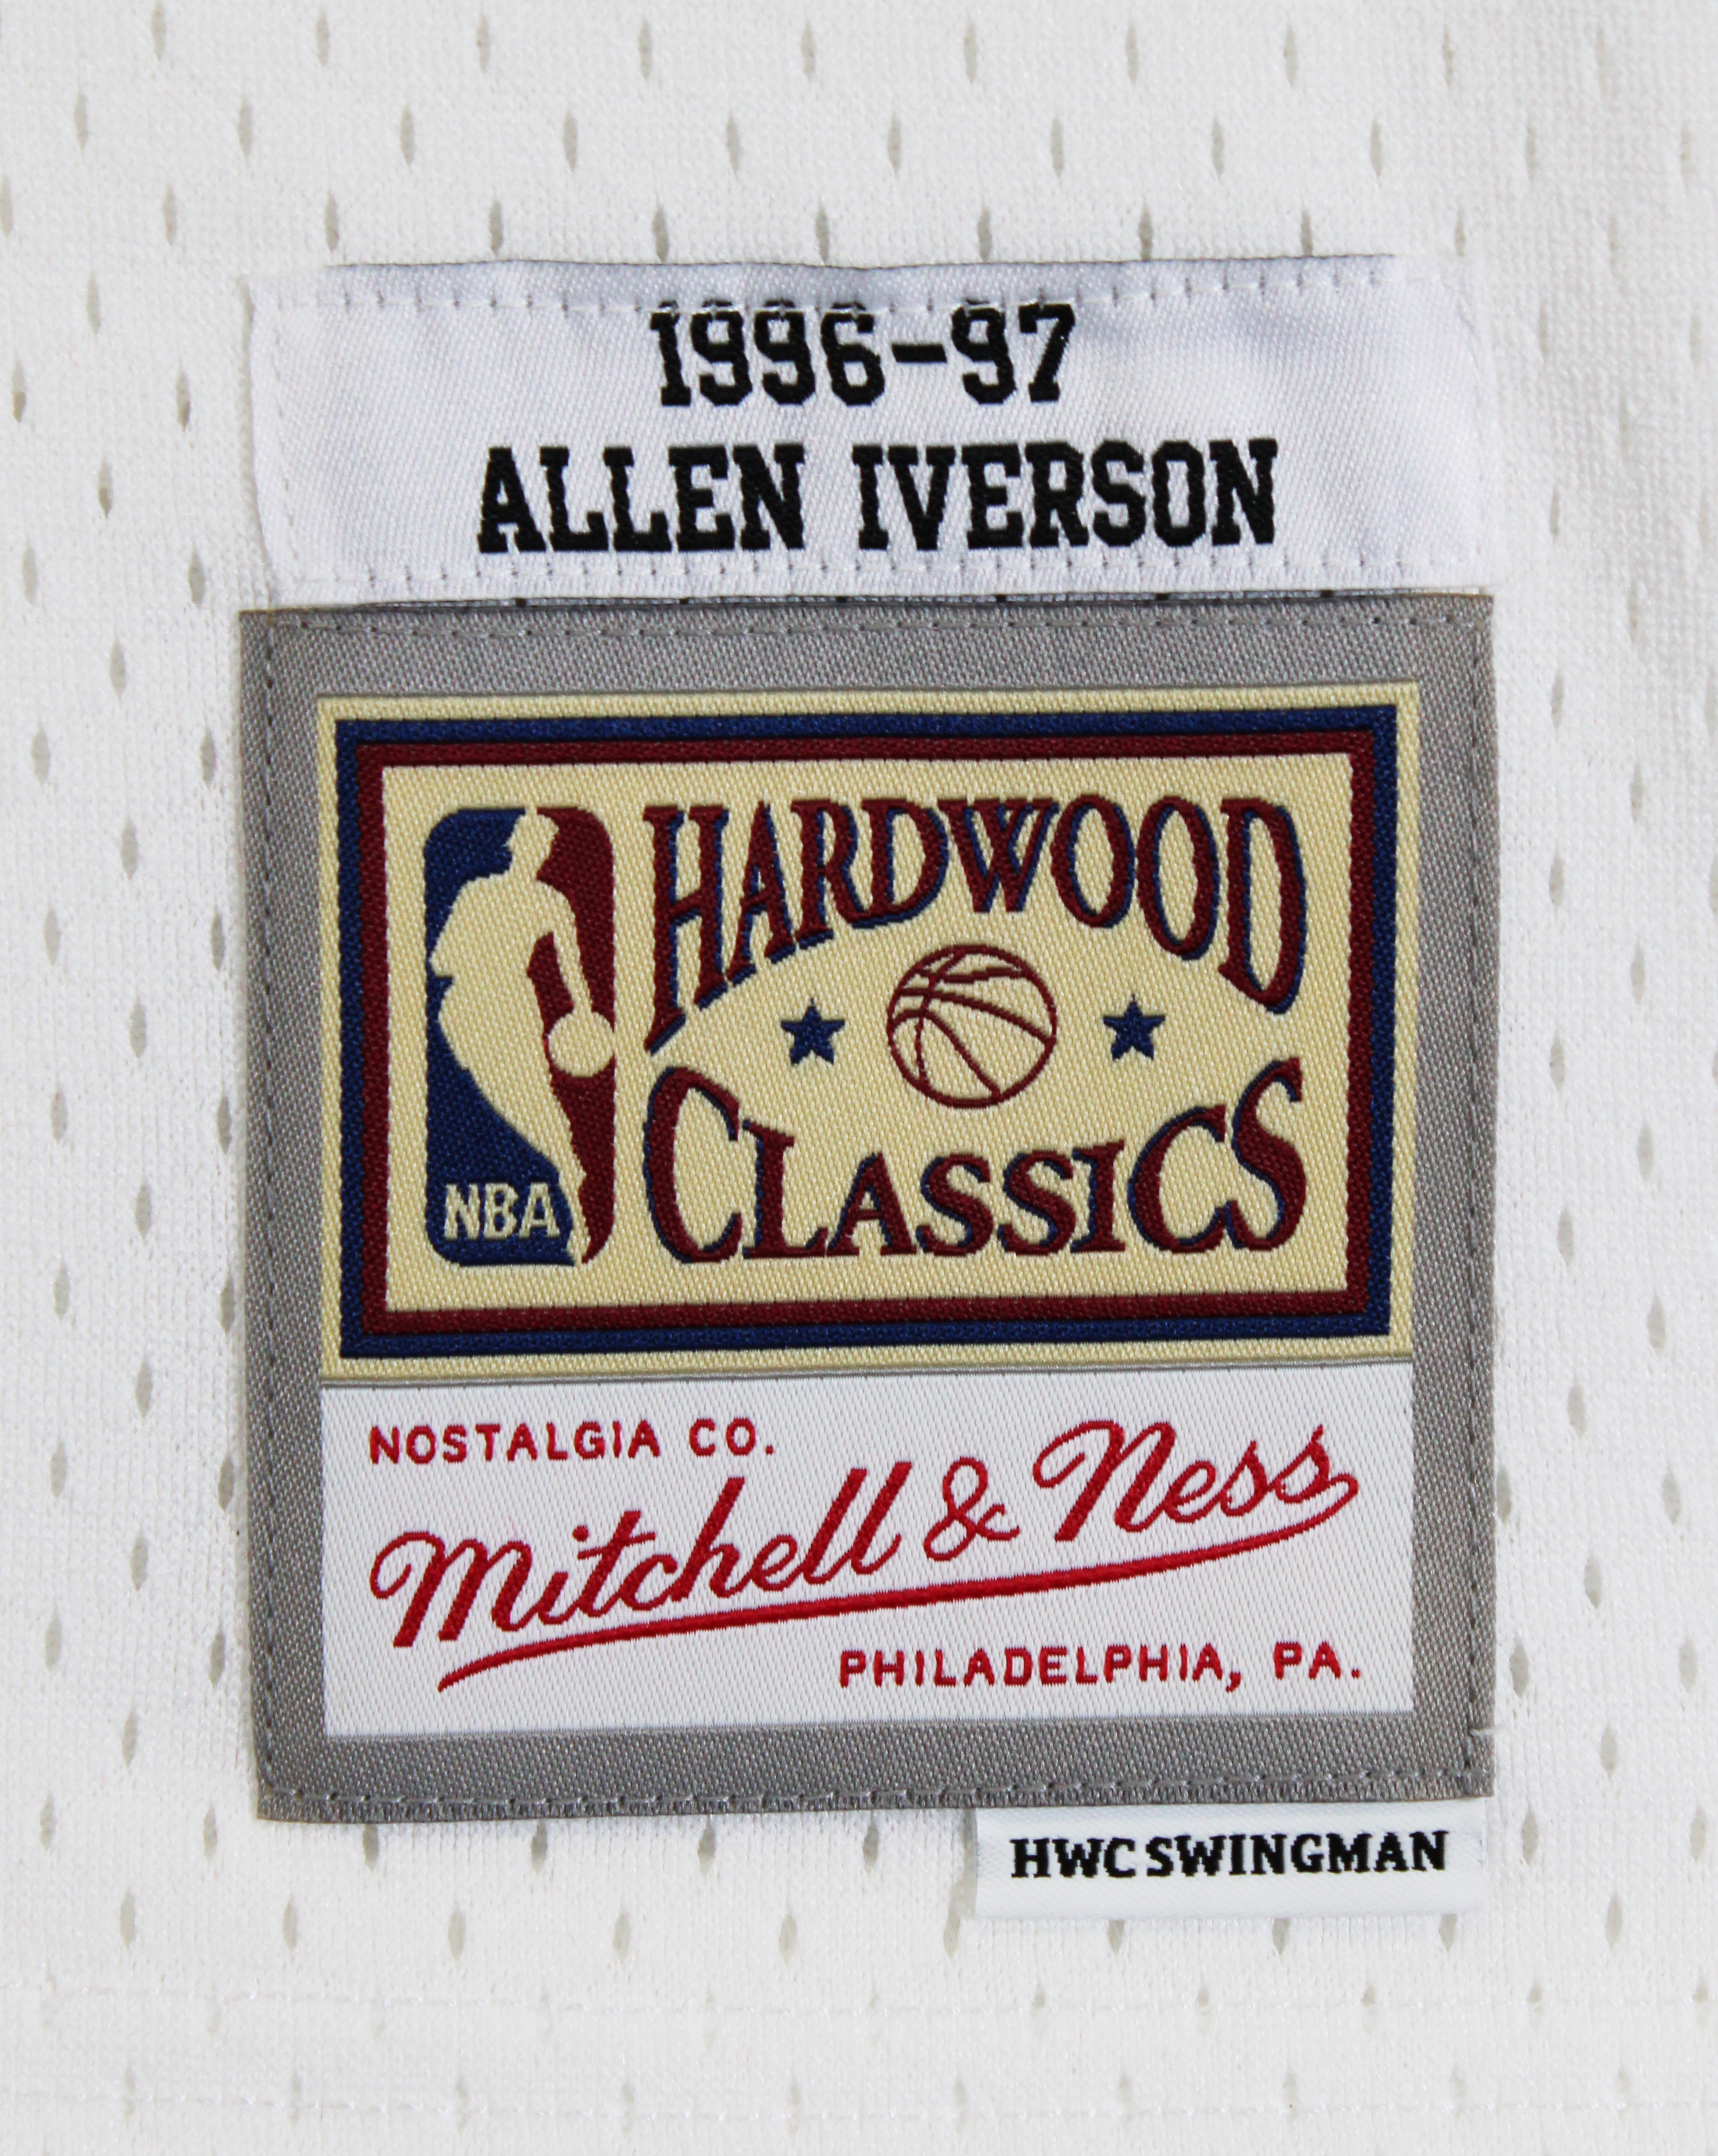 1996-97
ALLEN IVERSON
HARDWOOD
CLASSICS
NBA
NOSTALGIA CO.
Mitchell & Ness
PHILADELPHIA, PA.
HWC SWINGMAN